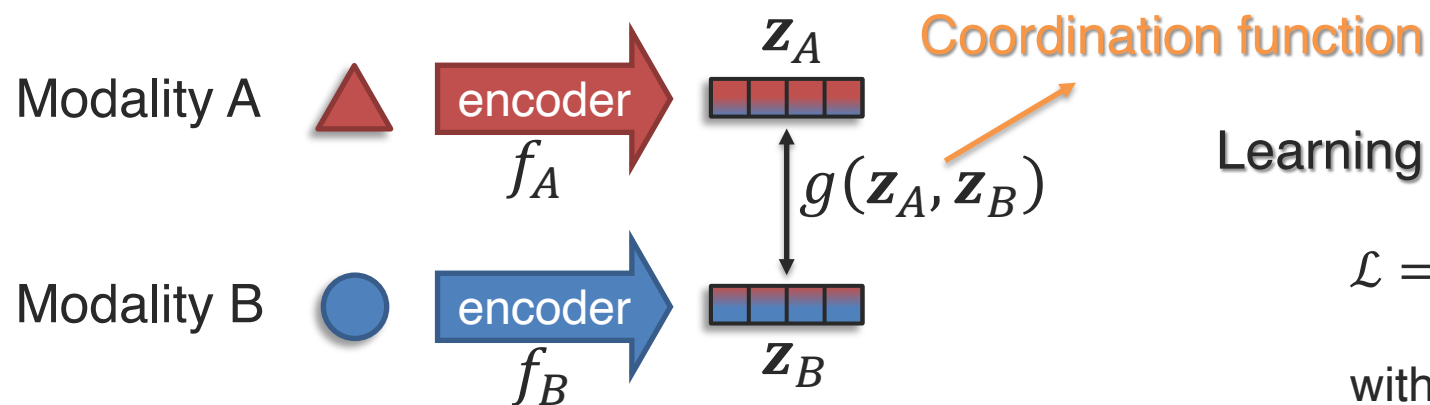 Coordination function
Modality A
encoder
f_A
z_A
g(z_A, z_B)
Learning
ℒ =
Modality B
encoder
f_B
z_B
with